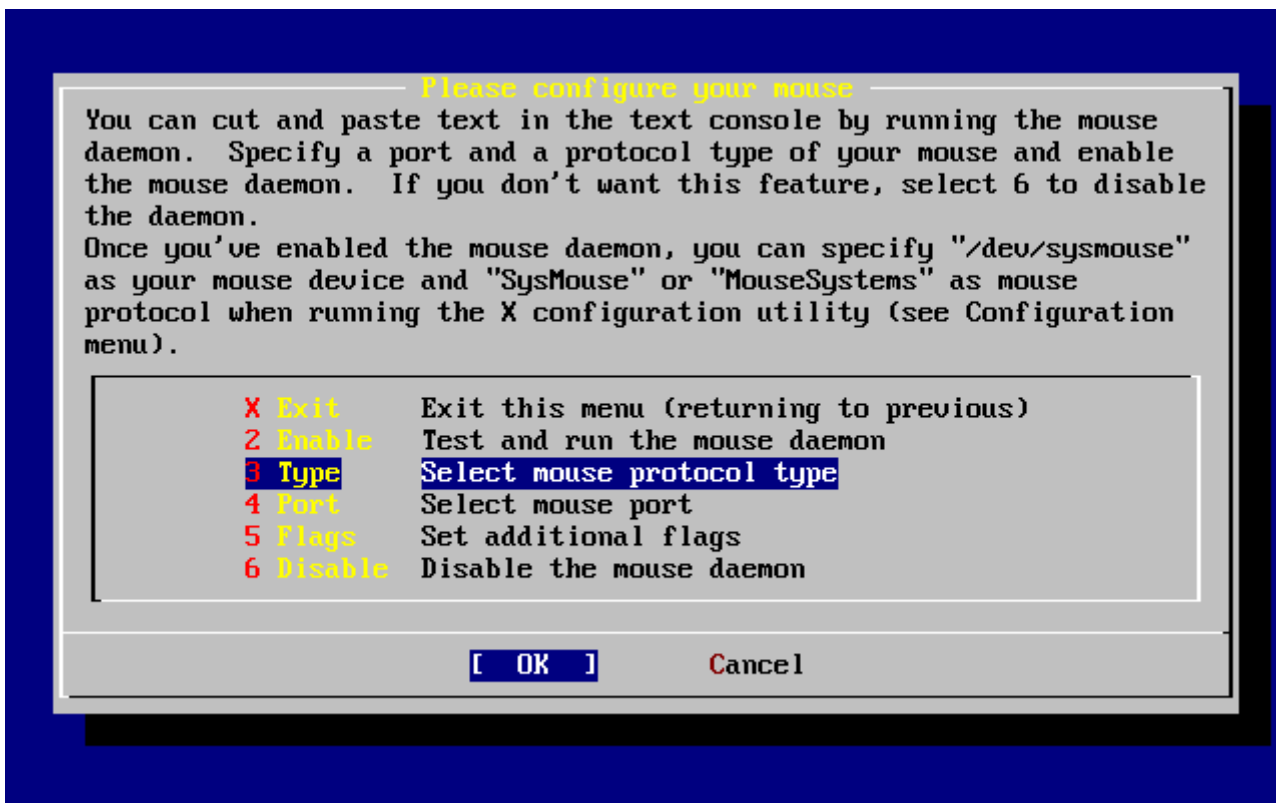 Please configure your mouse
You can cut and paste text in the text console by running the mouse
daemon.  Specify a port and a protocol type of your mouse and enable
the mouse daemon.  If you don't want this feature, select 6 to disable
the daemon.
Once you've enabled the mouse daemon, you can specify "/dev/sysmouse"
as your mouse device and "SysMouse" or "MouseSystems" as mouse
protocol when running the X configuration utility (see Configuration
menu).
X Exit     Exit this menu (returning to previous)
2 Enable   Test and run the mouse daemon
3 Type     Select mouse protocol type
4 Port     Select mouse port
5 Flags    Set additional flags
6 Disable  Disable the mouse daemon
[  OK  ]       Cancel